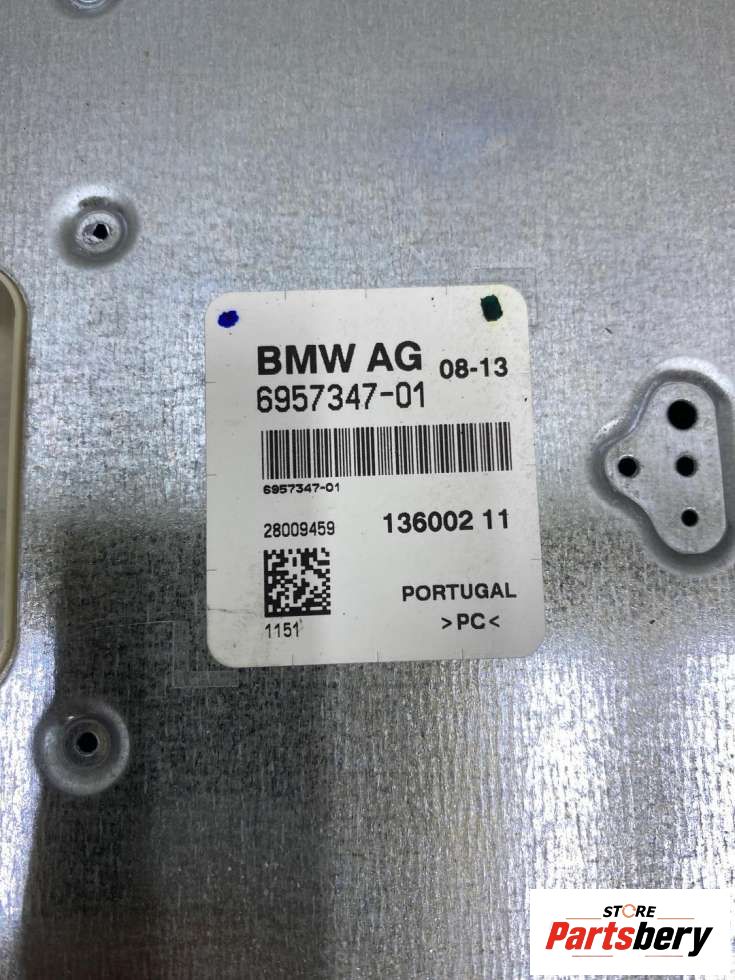 BMW AG 08-13
6957347-01
6957347-01
28009459 136002 11
PORTUGAL
1151 >PC<
STORE
Partsbery